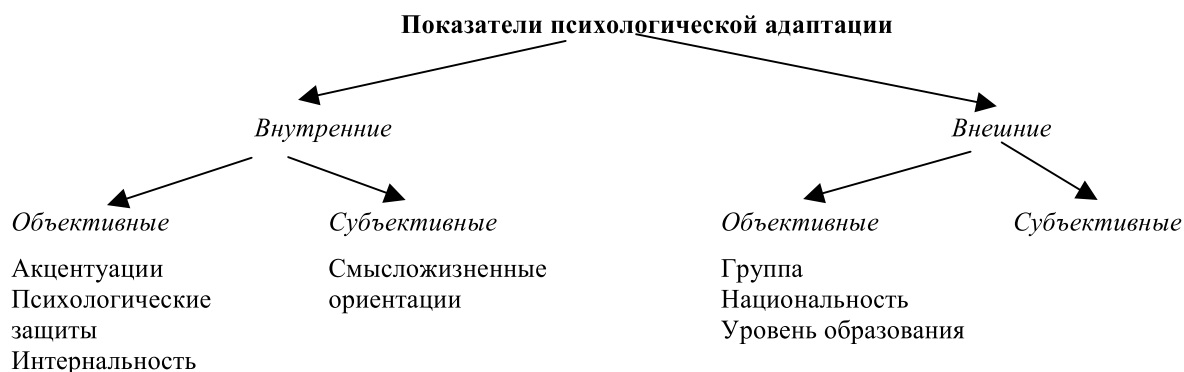 Показатели психологической адаптации
Внутренние
Внешние
Объективные
Субъективные
Объективные
Субъективные
Акцентуации
Психологические
защиты
Интернальность
Смысложизненные
ориентации
Группа
Национальность
Уровень образования